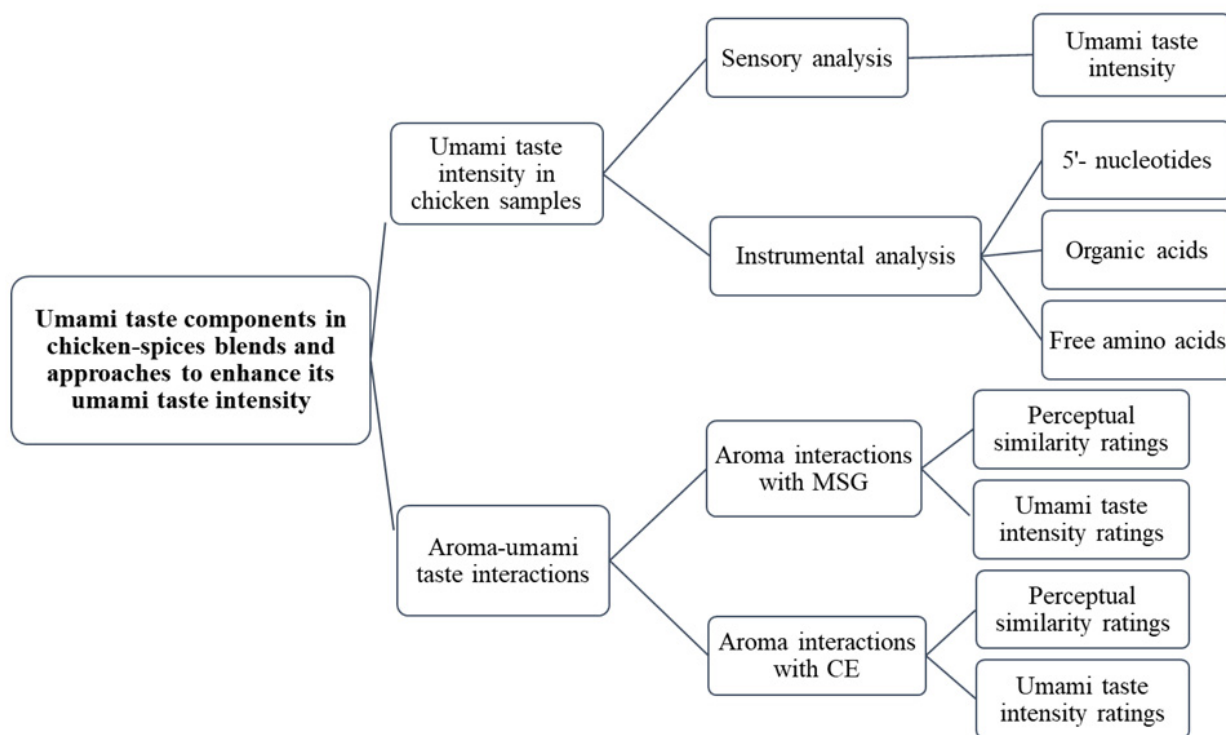 Umami taste components in
chicken-spices blends and
approaches to enhance its
umami taste intensity
Umami taste
intensity in
chicken samples
Sensory analysis
Umami taste
intensity
Instrumental analysis
5'- nucleotides
Organic acids
Free amino acids
Aroma-umami
taste interactions
Aroma interactions
with MSG
Perceptual
similarity ratings
Umami taste
intensity ratings
Aroma interactions
with CE
Perceptual
similarity ratings
Umami taste
intensity ratings